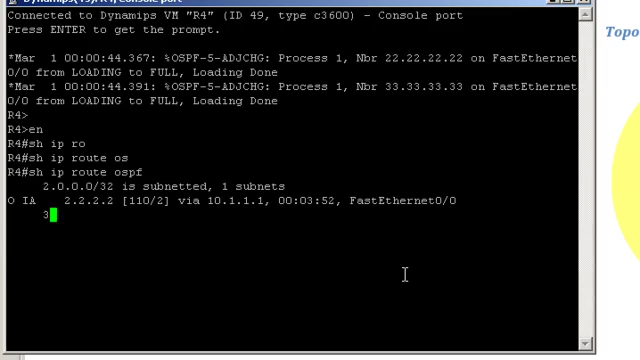 Connected to Dynamips VM "R4" (ID 49, type c3600) - Console port
Press ENTER to get the prompt.
*Mar  1 00:00:44.367: %OSPF-5-ADJCHG: Process 1, Nbr 22.22.22.22 on FastEthernet
0/0 from LOADING to FULL, Loading Done
*Mar  1 00:00:44.391: %OSPF-5-ADJCHG: Process 1, Nbr 33.33.33.33 on FastEthernet
0/0 from LOADING to FULL, Loading Done
R4>
R4>en
R4#sh ip ro
R4#sh ip route os
R4#sh ip route ospf
2.0.0.0/32 is subnetted, 1 subnets
O IA    2.2.2.2 [110/2] via 10.1.1.1, 00:03:52, FastEthernet0/0
3
Topo